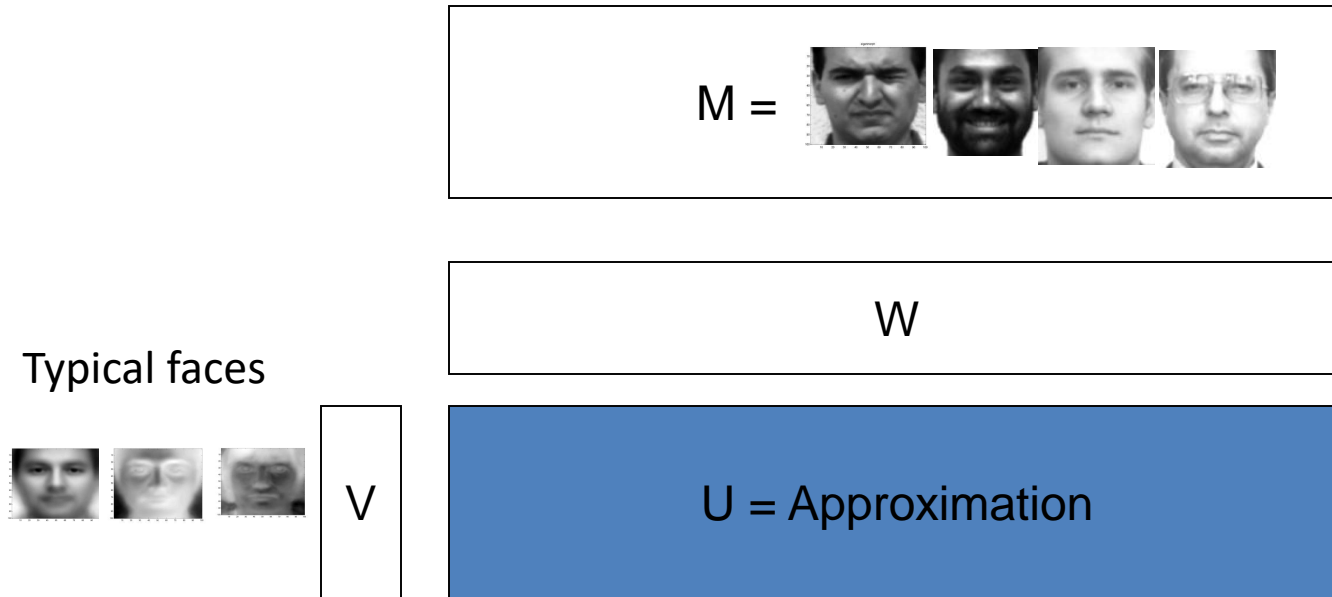 M =
W
Typical faces
V
U = Approximation